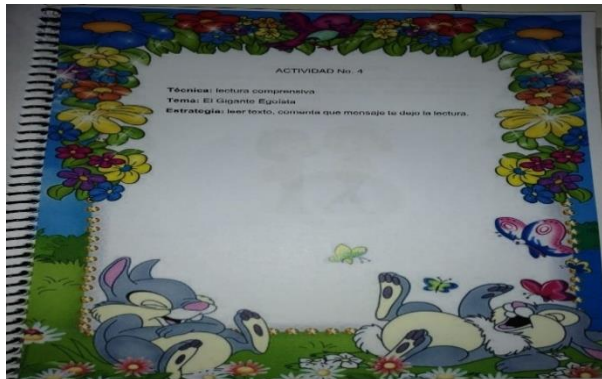 ACTIVIDAD No. 4
Técnica: lectura comprensiva
Tema: El Gigante Egoísta
Estrategia: leer texto, comenta que mensaje te dejo la lectura.